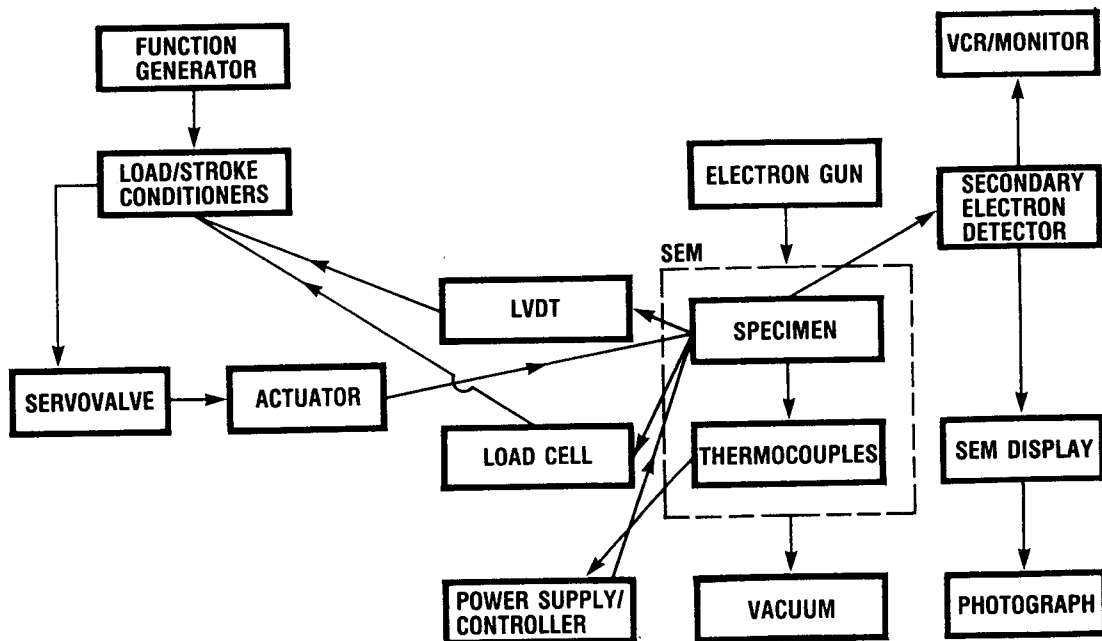 FUNCTION
GENERATOR
VCR/MONITOR
LOAD/STROKE
CONDITIONERS
ELECTRON GUN
SECONDARY
ELECTRON
DETECTOR
SEM
LVDT
SPECIMEN
SERVOVALVE
ACTUATOR
LOAD CELL
THERMOCOUPLES
SEM DISPLAY
POWER SUPPLY/
CONTROLLER
VACUUM
PHOTOGRAPH